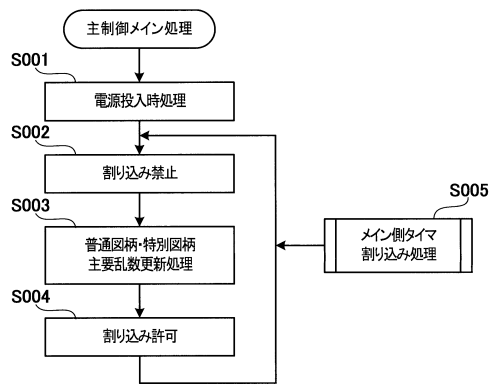 主制御メイン処理
S001
電源投入時処理
S002
割り込み禁止
S003
普通図柄・特別図柄
主要乱数更新処理
S004
割り込み許可
S005
メイン側タイマ
割り込み処理